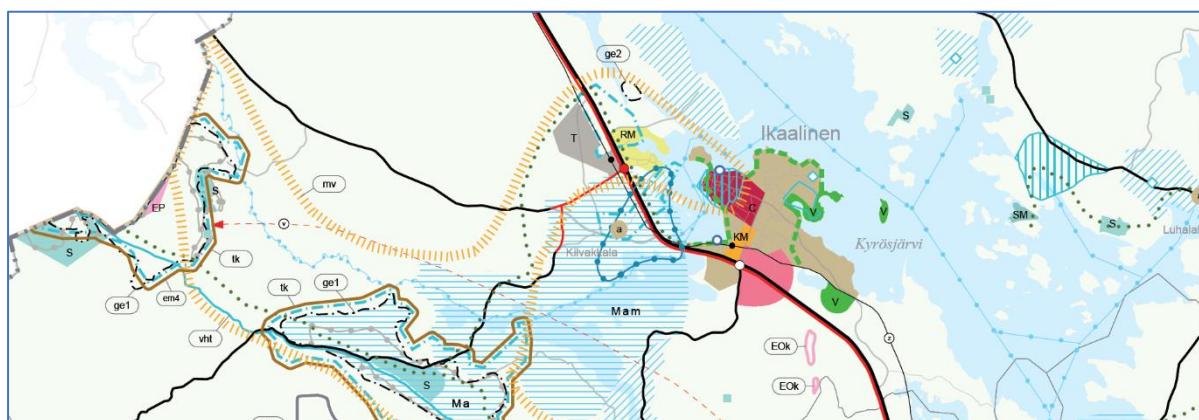 ge2
Ikaalinen
T
RM
S
mv
S
C
V
V
SM
S
Luhalal
EP
v
a
Kilvakkala
KM
Kyrösjärvi
S
tk
em4
ge1
tk
ge1
V
Mam
vht
EOk
z
EOk
S
Ma